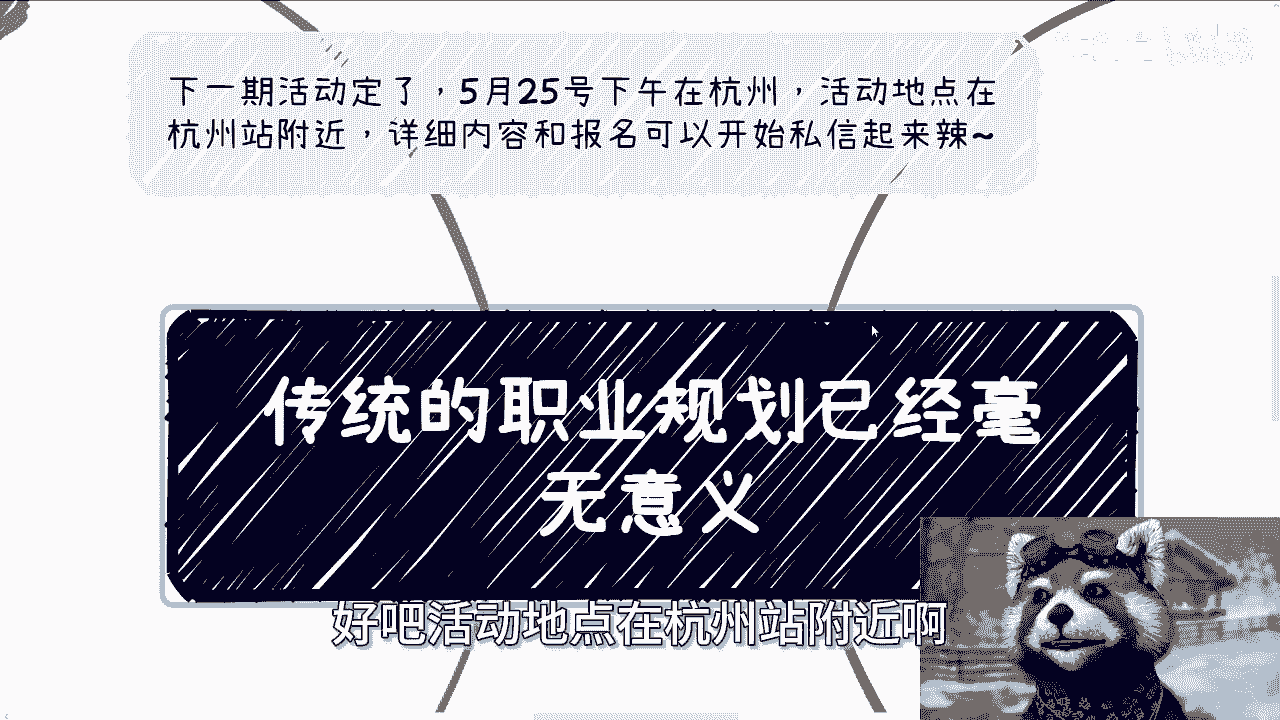 下一期活动定了，5月25号下午在杭州，活动地点在
杭州站附近，详细内容和报名可以开始私信起来辣~
传统的职业规划已经毫
无意义
好吧活动地点在杭州站附近啊